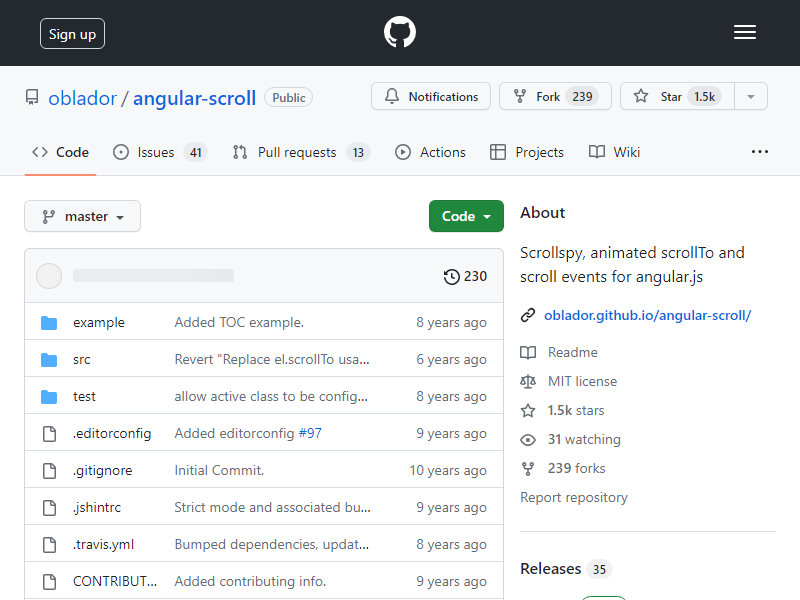 Sign up
oblador / angular-scroll Public
Notifications Fork 239 Star 1.5k
Code Issues 41 Pull requests 13 Actions Projects Wiki
master
Code
230
example Added TOC example. 8 years ago
src Revert "Replace el.scrollTo usa... 6 years ago
test allow active class to be config... 8 years ago
.editorconfig Added editorconfig #97 9 years ago
.gitignore Initial Commit. 10 years ago
.jshintrc Strict mode and associated bu... 9 years ago
.travis.yml Bumped dependencies, updat... 8 years ago
CONTRIBUT... Added contributing info. 9 years ago
About
Scrollspy, animated scrollTo and
scroll events for angular.js
oblador.github.io/angular-scroll/
Readme
MIT license
1.5k stars
31 watching
239 forks
Report repository
Releases 35